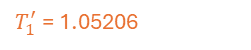 T₁′ = 1.05206